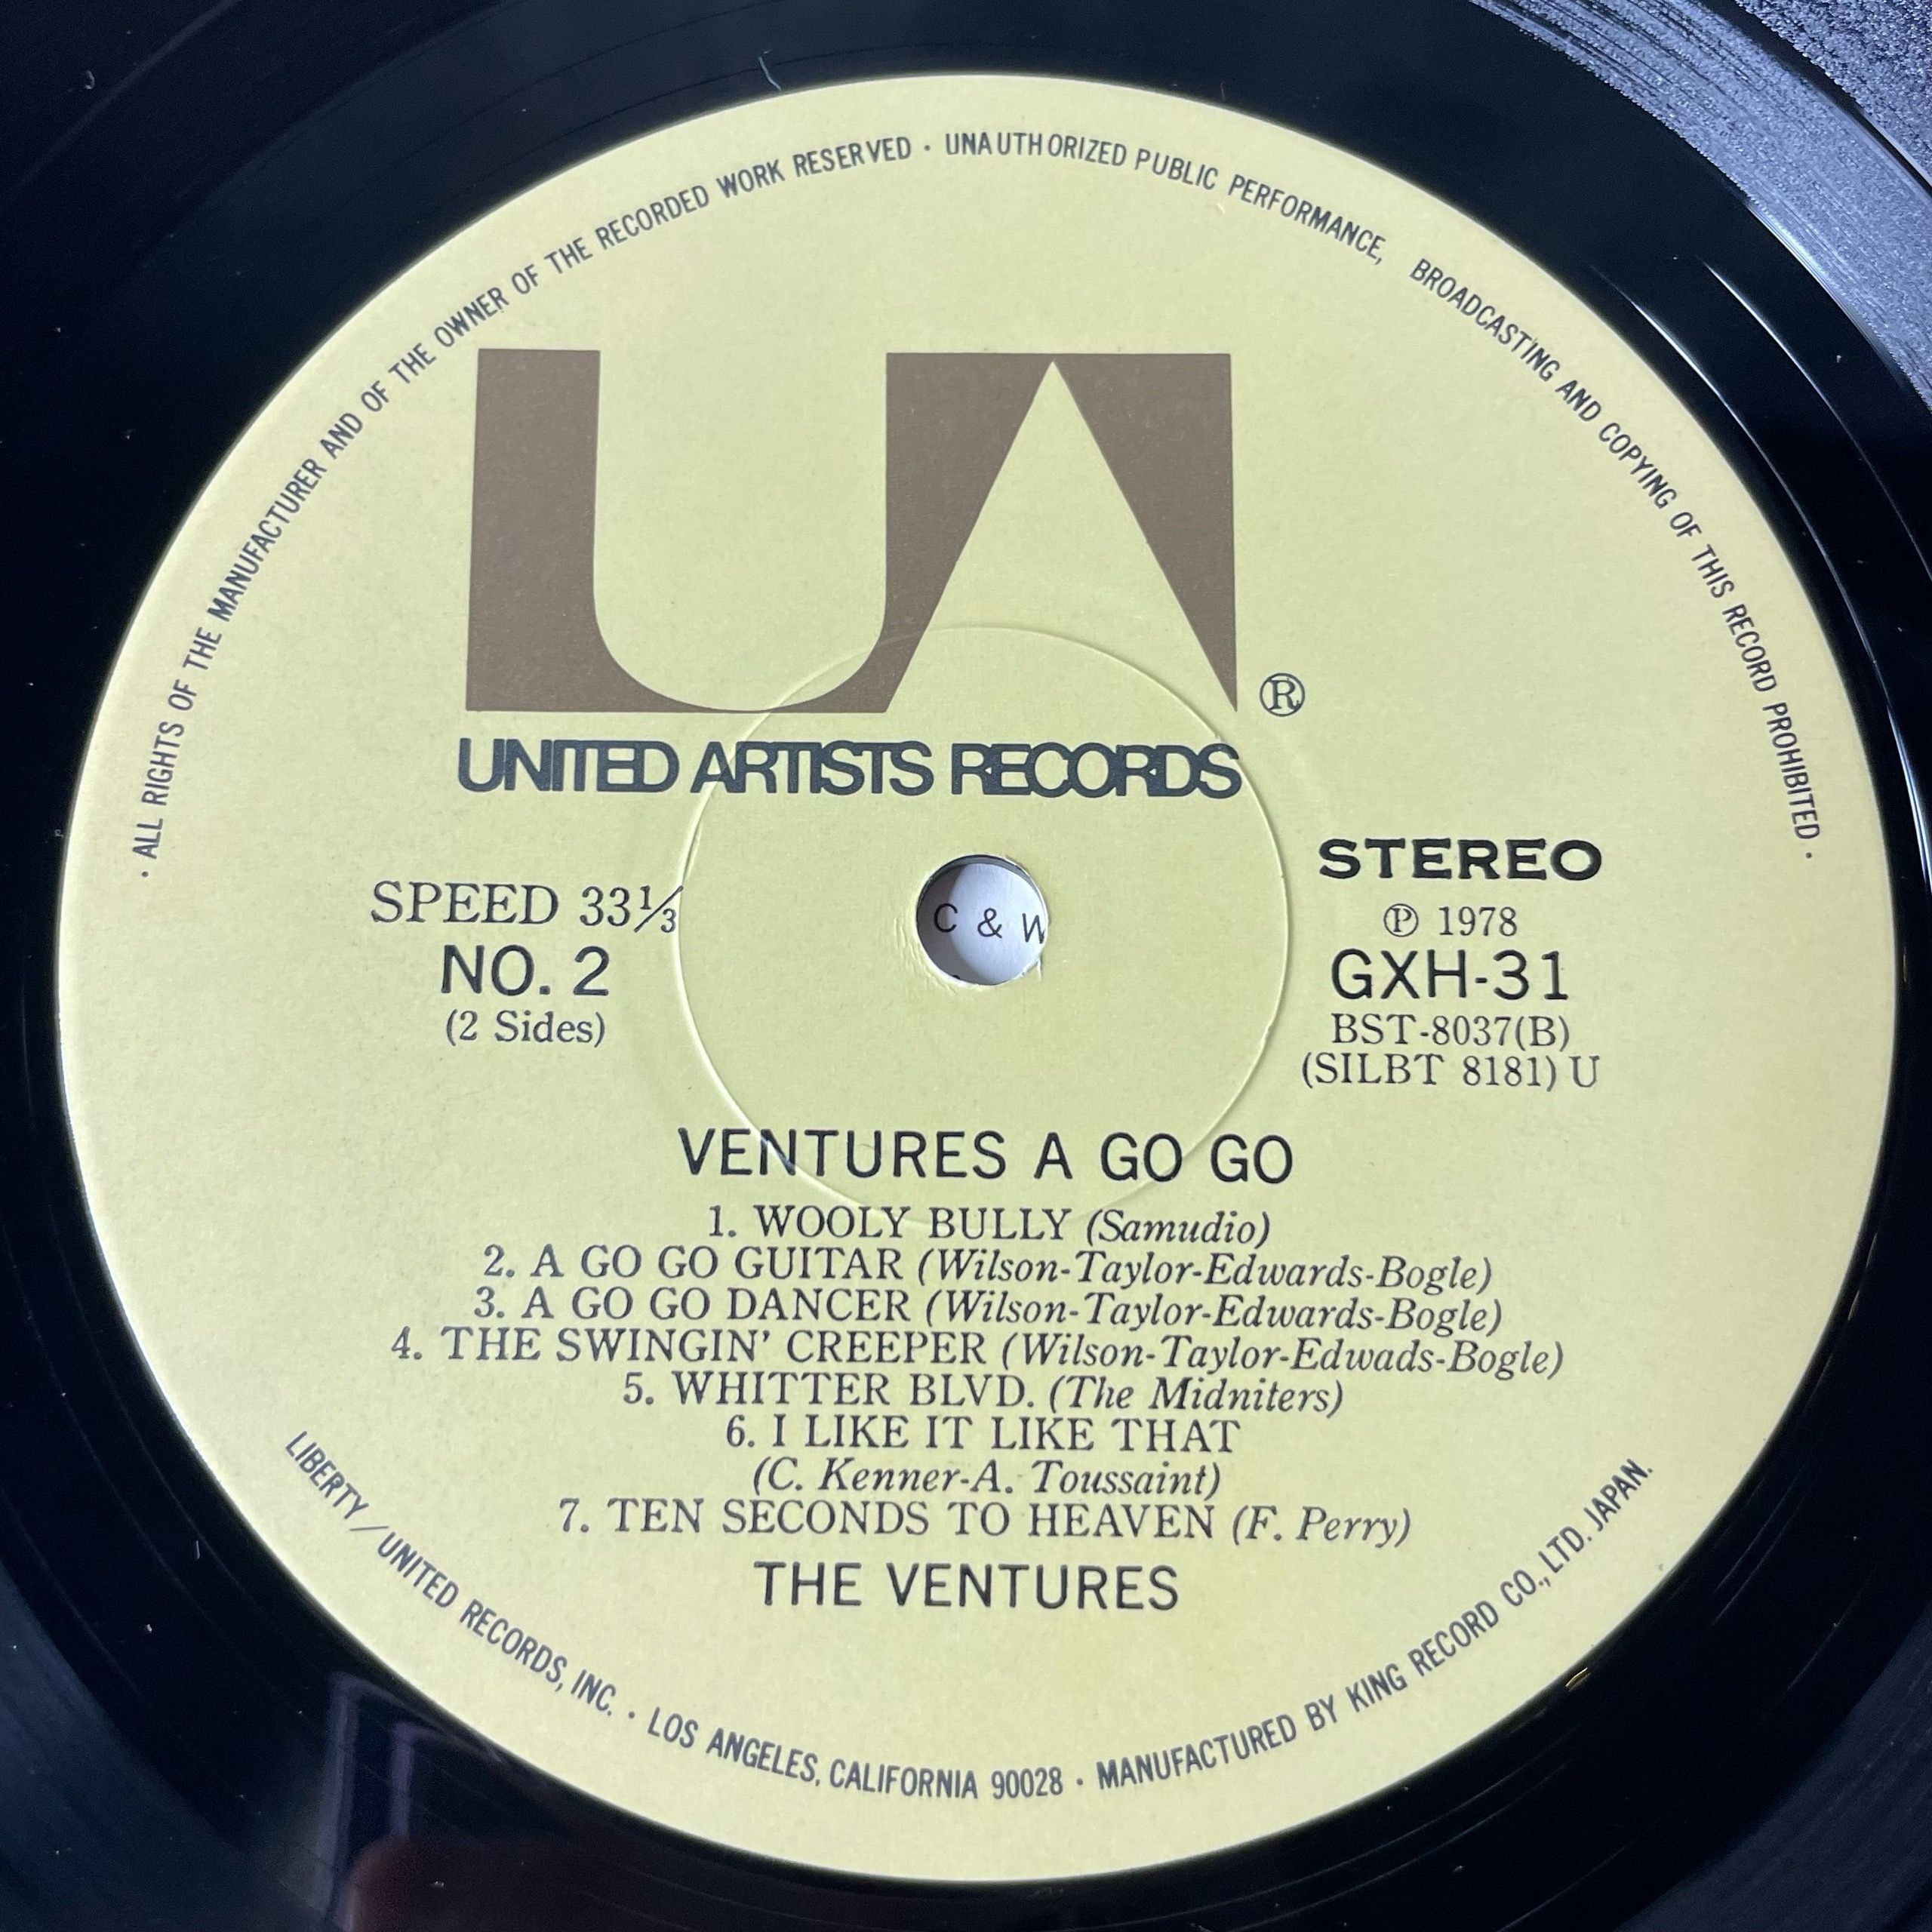 · ALL RIGHTS OF THE MANUFACTURER AND OF THE OWNER OF THE RECORDED WORK RESERVED · UNAUTHORIZED PUBLIC PERFORMANCE, BROADCASTING AND COPYING OF THIS RECORD PROHIBITED ·
UA ®
UNITED ARTISTS RECORDS
SPEED 33⅓
NO. 2
(2 Sides)
C & W
STEREO
Ⓟ 1978
GXH-31
BST-8037(B)
(SILBT 8181) U
VENTURES A GO GO
1. WOOLY BULLY (Samudio)
2. A GO GO GUITAR (Wilson-Taylor-Edwards-Bogle)
3. A GO GO DANCER (Wilson-Taylor-Edwards-Bogle)
4. THE SWINGIN' CREEPER (Wilson-Taylor-Edwads-Bogle)
5. WHITTER BLVD. (The Midniters)
6. I LIKE IT LIKE THAT
(C. Kenner-A. Toussaint)
7. TEN SECONDS TO HEAVEN (F. Perry)
THE VENTURES
LIBERTY / UNITED RECORDS, INC. · LOS ANGELES, CALIFORNIA 90028 · MANUFACTURED BY KING RECORD CO., LTD. JAPAN.